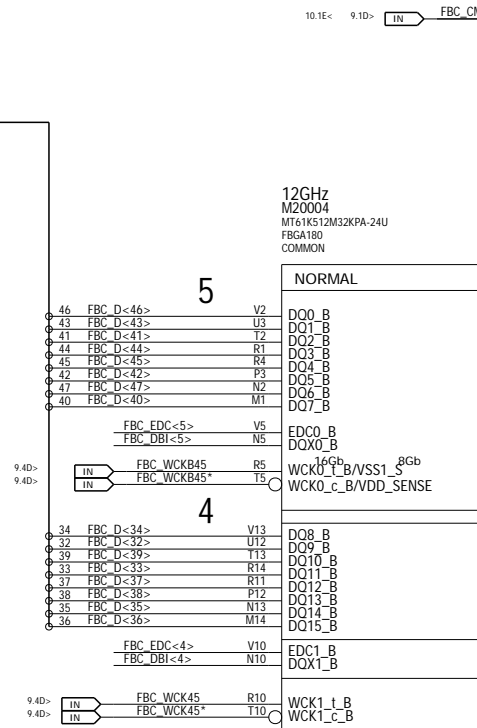 10.1E< 9.1D> IN FBC_CM
12GHz
M20004
MT61K512M32KPA-24U
FBGA180
COMMON
NORMAL
5
46 FBC_D<46> V2 DQ0_B
43 FBC_D<43> U3 DQ1_B
41 FBC_D<41> T2 DQ2_B
44 FBC_D<44> R1 DQ3_B
45 FBC_D<45> R4 DQ4_B
42 FBC_D<42> P3 DQ5_B
47 FBC_D<47> N2 DQ6_B
40 FBC_D<40> M1 DQ7_B
FBC_EDC<5> V5 EDC0_B
FBC_DBI<5> N5 DQX0_B
16Gb 8Gb
9.4D> IN FBC_WCKB45 R5 WCK0_t_B/VSS1_S
9.4D> IN FBC_WCKB45* T5 WCK0_c_B/VDD_SENSE
4
34 FBC_D<34> V13 DQ8_B
32 FBC_D<32> U12 DQ9_B
39 FBC_D<39> T13 DQ10_B
33 FBC_D<33> R14 DQ11_B
37 FBC_D<37> R11 DQ12_B
38 FBC_D<38> P12 DQ13_B
35 FBC_D<35> N13 DQ14_B
36 FBC_D<36> M14 DQ15_B
FBC_EDC<4> V10 EDC1_B
FBC_DBI<4> N10 DQX1_B
9.4D> IN FBC_WCK45 R10 WCK1_t_B
9.4D> IN FBC_WCK45* T10 WCK1_c_B